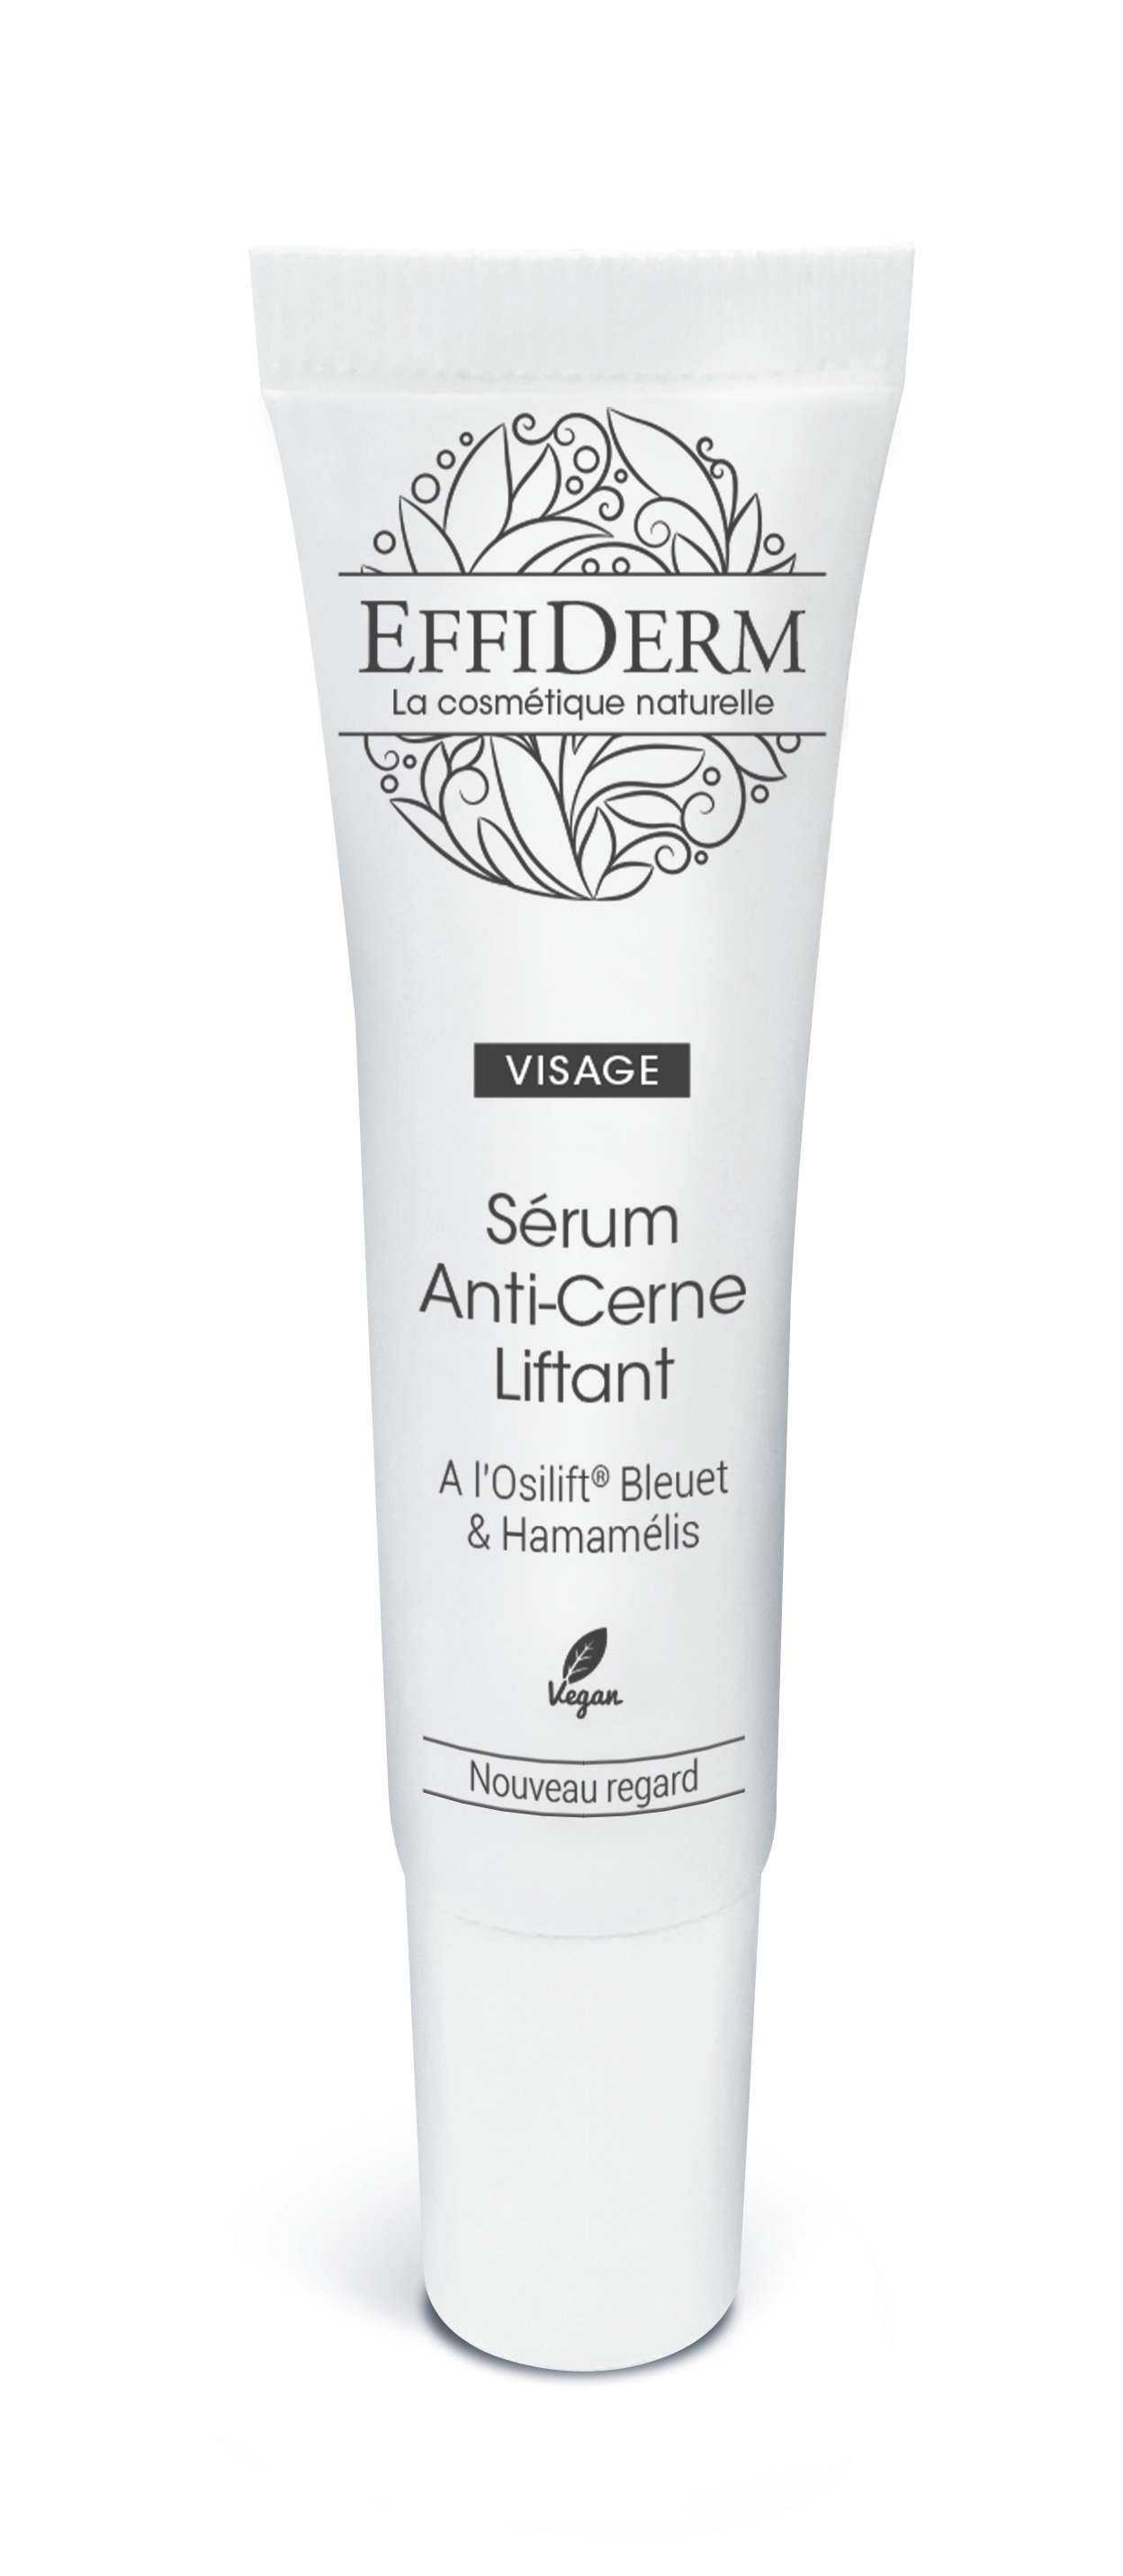 EFFIDERM
La cosmétique naturelle
VISAGE
Sérum
Anti-Cerne
Liftant
A l'Osilift® Bleuet
& Hamamélis
Vegan
Nouveau regard